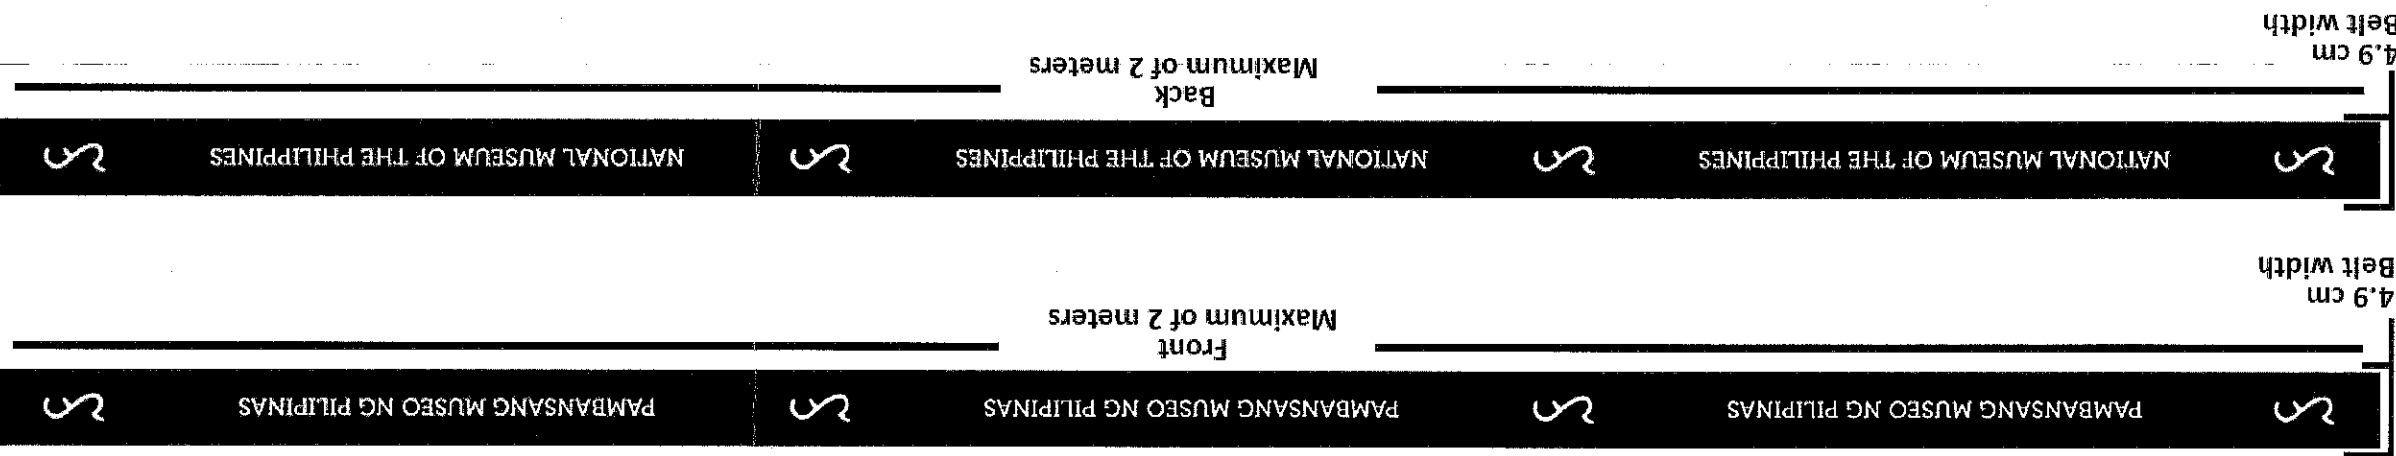 PAMBANSANG MUSEO NG PILIPINAS PAMBANSANG MUSEO NG PILIPINAS PAMBANSANG MUSEO NG PILIPINAS
Front
Maximum of 2 meters
4.9 cm
Belt width
NATIONAL MUSEUM OF THE PHILIPPINES NATIONAL MUSEUM OF THE PHILIPPINES NATIONAL MUSEUM OF THE PHILIPPINES
Back
Maximum of 2 meters
4.9 cm
Belt width